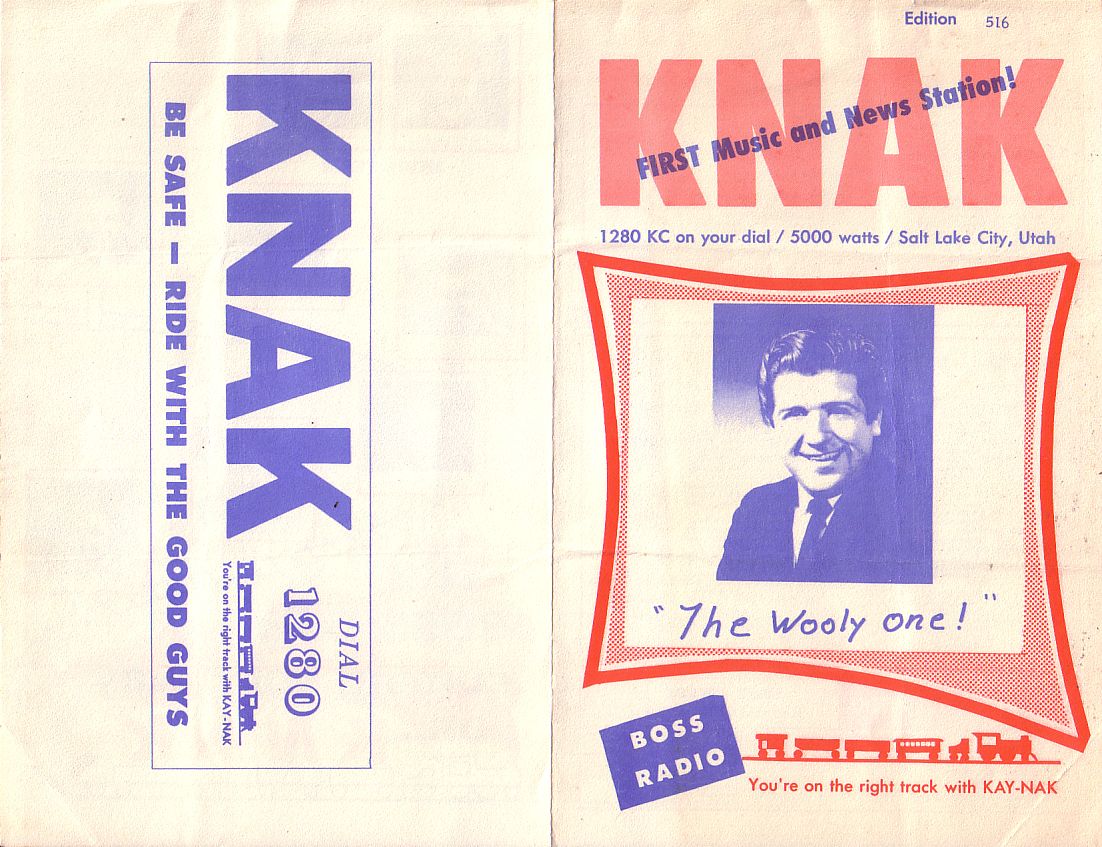 KNAK
DIAL
1280
You're on the right track with KAY-NAK
BE SAFE — RIDE WITH THE GOOD GUYS
Edition 516
KNAK
FIRST Music and News Station!
1280 KC on your dial / 5000 watts / Salt Lake City, Utah
"The Wooly one!"
BOSS
RADIO
You're on the right track with KAY-NAK